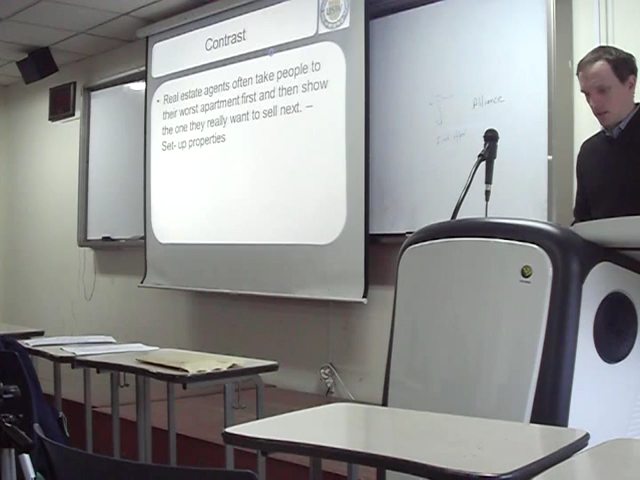 Contrast
• Real estate agents often take people to
their worst apartment first and then show
the one they really want to sell next. –
Set- up properties
Alliance